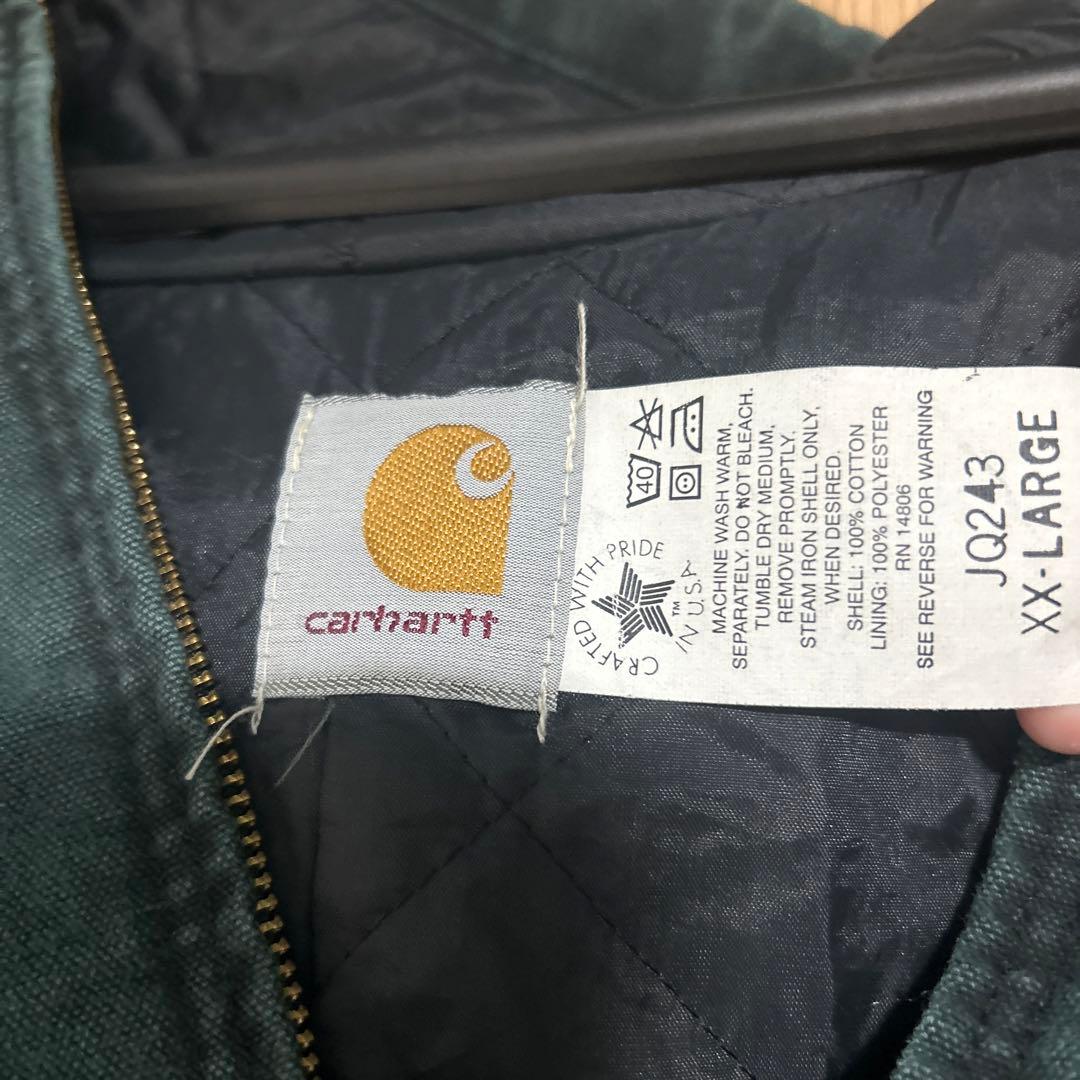 carhartt
CRAFTED WITH PRIDE
IN U.S.A.
TM
40
MACHINE WASH WARM,
SEPARATELY. DO NOT BLEACH.
TUMBLE DRY MEDIUM,
REMOVE PROMPTLY.
STEAM IRON SHELL ONLY,
WHEN DESIRED.
SHELL: 100% COTTON
LINING: 100% POLYESTER
RN 14806
SEE REVERSE FOR WARNING
JQ243
XX-LARGE